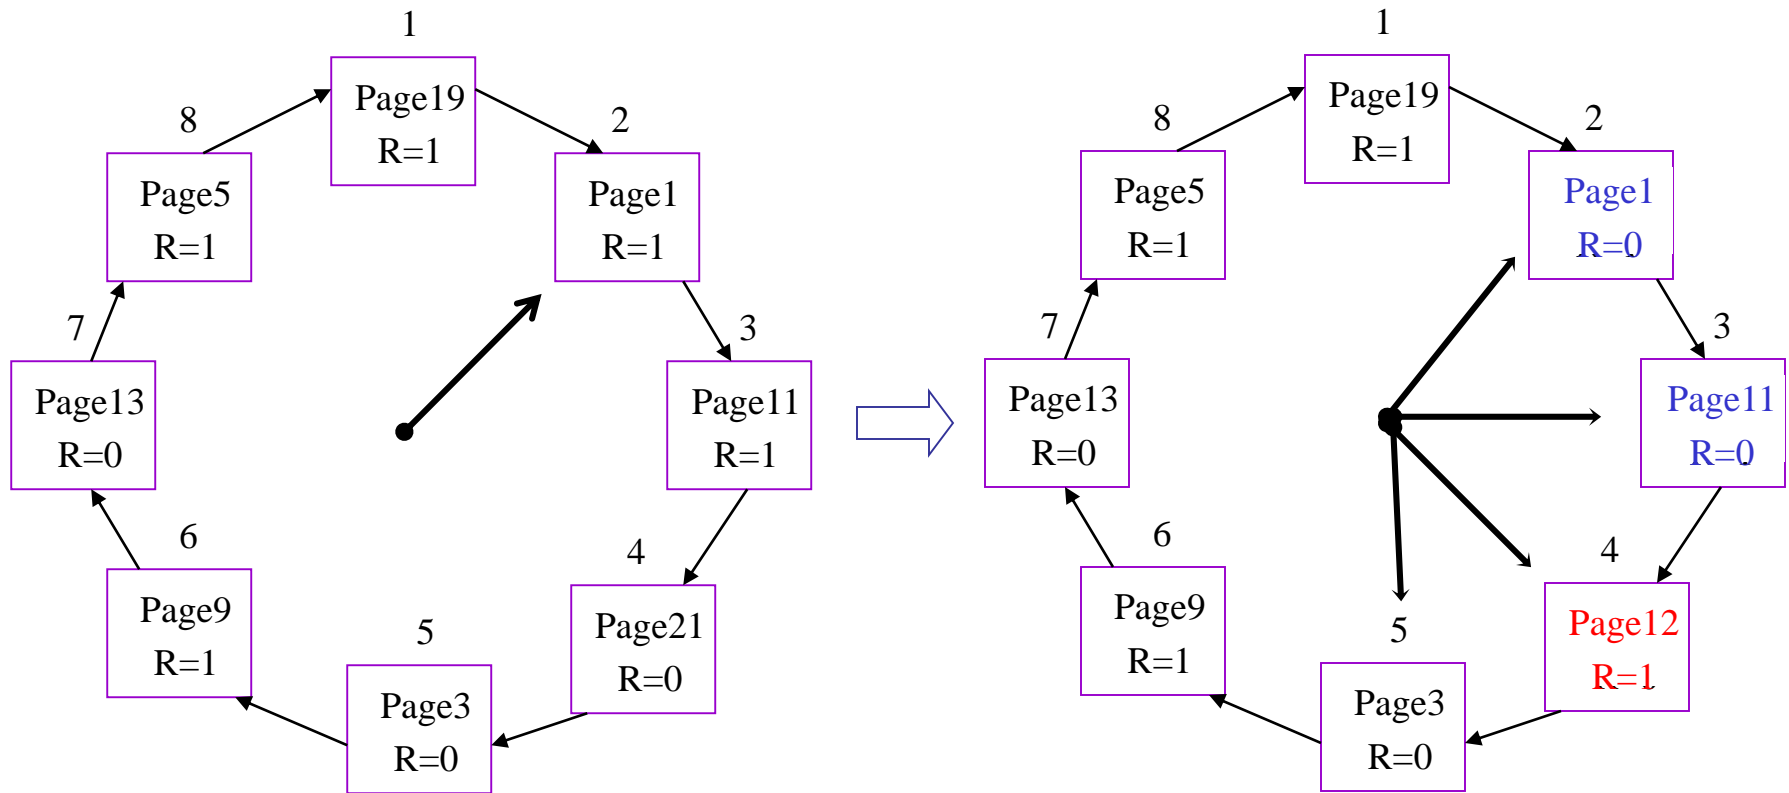 1
Page19
R=1
2
Page1
R=1
3
Page11
R=1
4
Page21
R=0
5
Page3
R=0
6
Page9
R=1
7
Page13
R=0
8
Page5
R=1
1
Page19
R=1
2
Page1
R=0
3
Page11
R=0
4
Page12
R=1
5
Page3
R=0
6
Page9
R=1
7
Page13
R=0
8
Page5
R=1